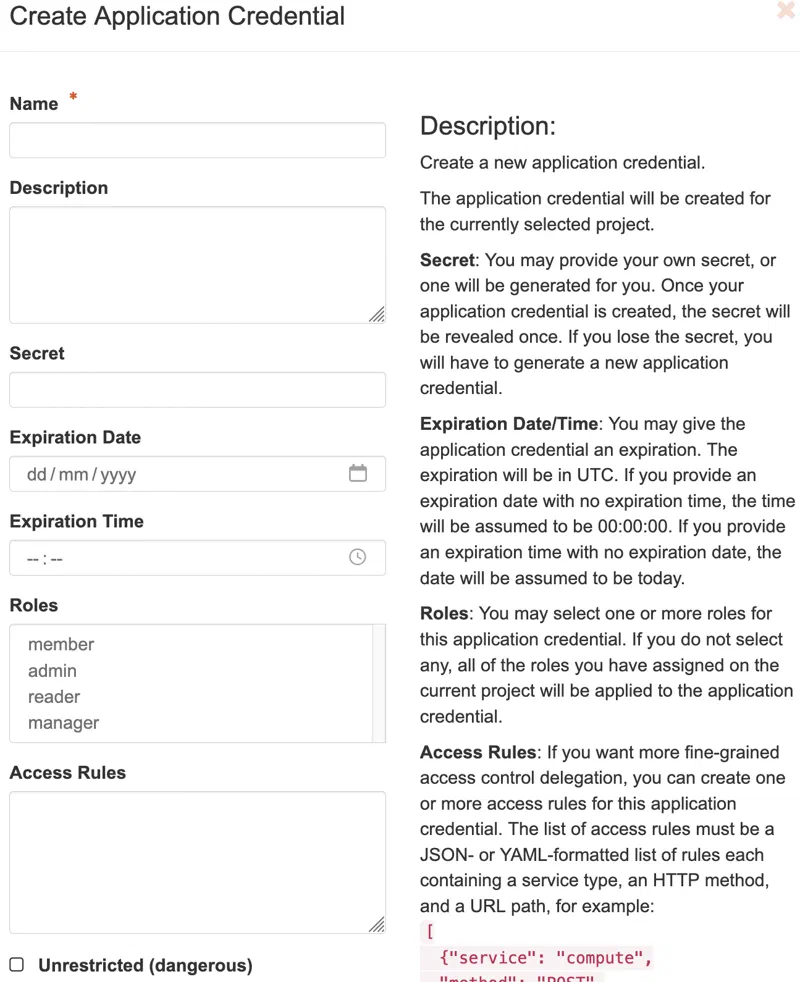 Create Application Credential
Name *
Description
Secret
Expiration Date
dd/mm/yyyy
Expiration Time
--:--
Roles
member
admin
reader
manager
Access Rules
Unrestricted (dangerous)
Description:
Create a new application credential.
The application credential will be created for
the currently selected project.
Secret: You may provide your own secret, or
one will be generated for you. Once your
application credential is created, the secret will
be revealed once. If you lose the secret, you
will have to generate a new application
credential.
Expiration Date/Time: You may give the
application credential an expiration. The
expiration will be in UTC. If you provide an
expiration date with no expiration time, the time
will be assumed to be 00:00:00. If you provide
an expiration time with no expiration date, the
date will be assumed to be today.
Roles: You may select one or more roles for
this application credential. If you do not select
any, all of the roles you have assigned on the
current project will be applied to the application
credential.
Access Rules: If you want more fine-grained
access control delegation, you can create one
or more access rules for this application
credential. The list of access rules must be a
JSON- or YAML-formatted list of rules each
containing a service type, an HTTP method,
and a URL path, for example:
[
{"service": "compute",
"method": "POST",